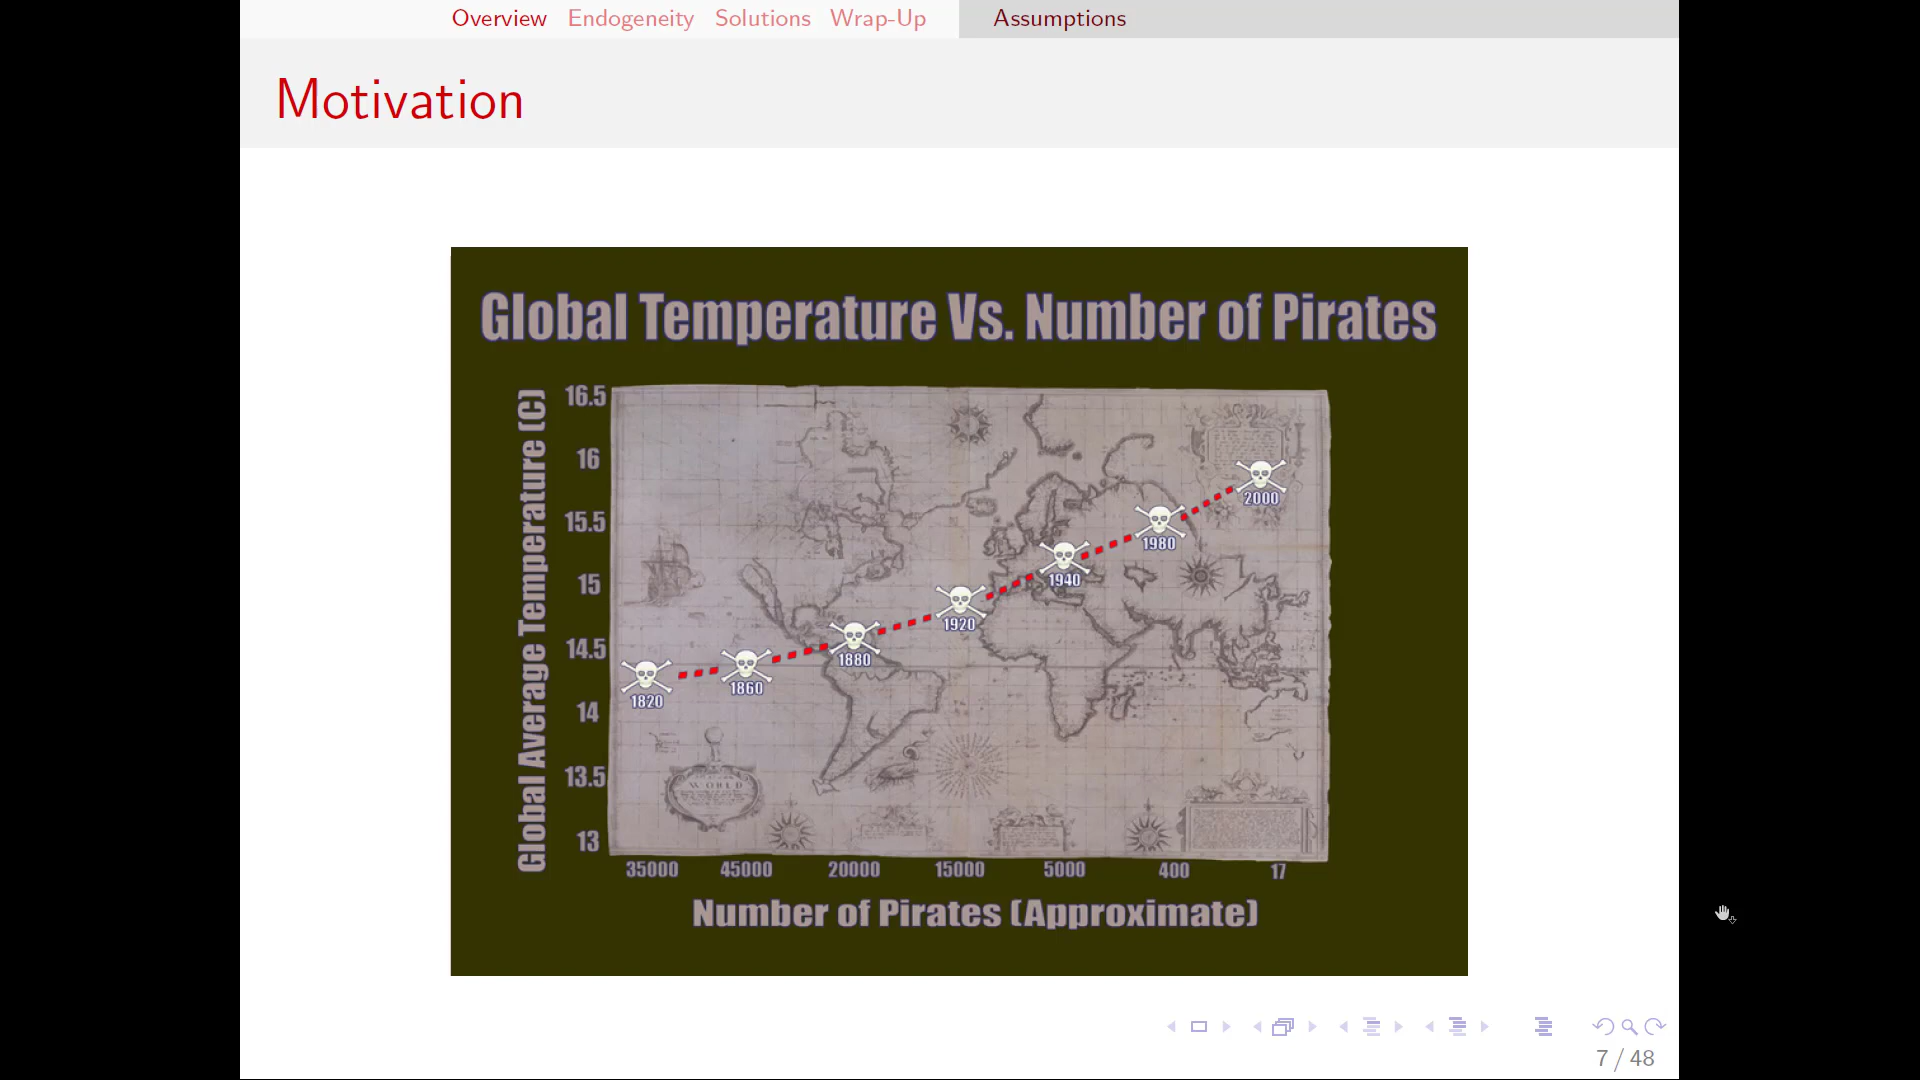 Overview Endogeneity Solutions Wrap-Up Assumptions
Motivation
Global Temperature Vs. Number of Pirates
Global Average Temperature (C)
16.5
16
15.5
15
14.5
14
13.5
13
2000
1980
1940
1920
1880
1860
1820
WORLD
35000 45000 20000 15000 5000 400 17
Number of Pirates (Approximate)
7 / 48